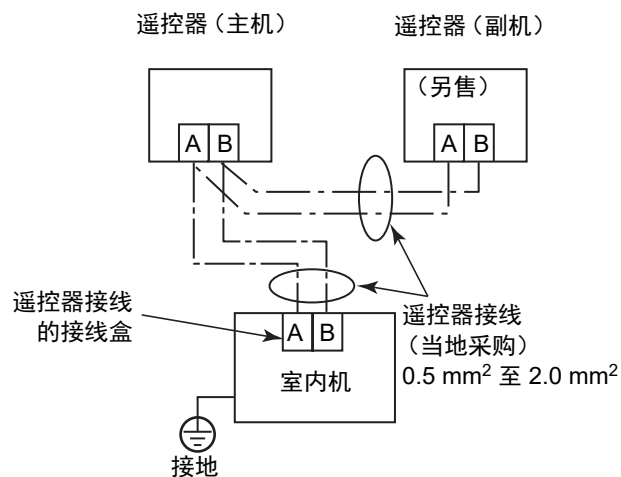 遥控器（主机）
遥控器（副机）
（另售）
A B
A B
遥控器接线
的接线盒
A B
室内机
遥控器接线
（当地采购）
0.5 mm² 至 2.0 mm²
接地